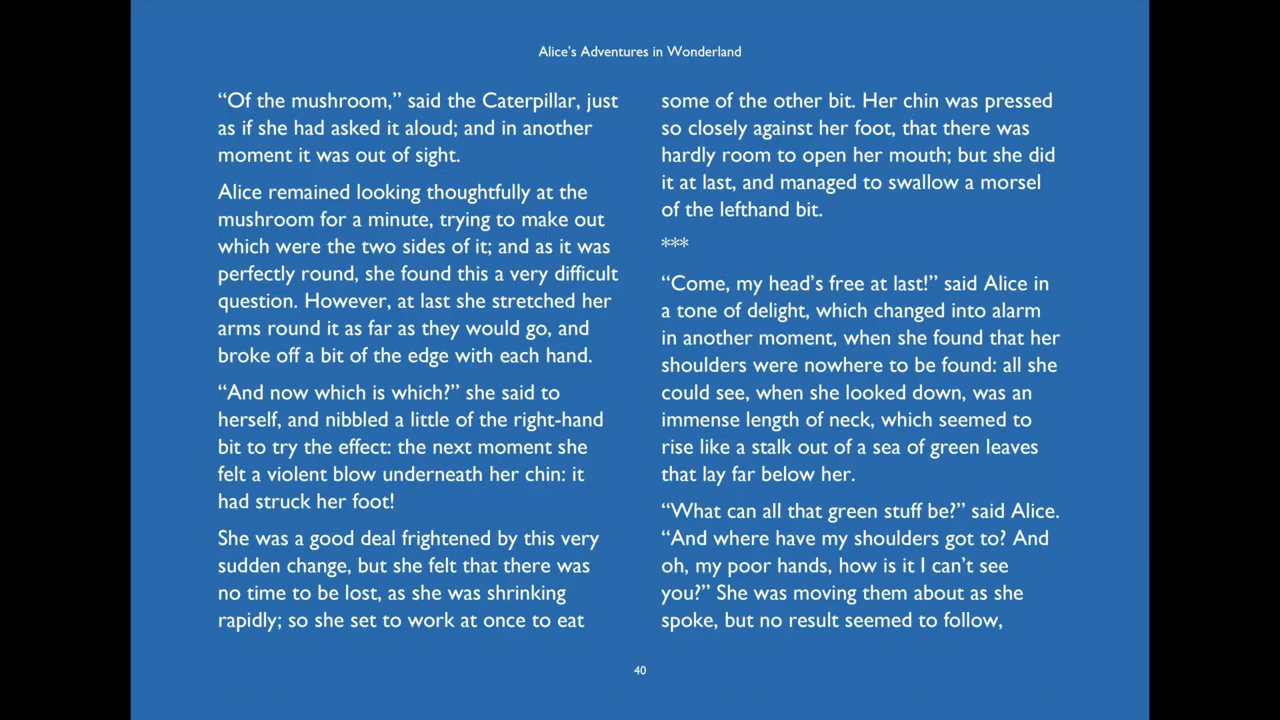 Alice’s Adventures in Wonderland
“Of the mushroom,” said the Caterpillar, just
as if she had asked it aloud; and in another
moment it was out of sight.
Alice remained looking thoughtfully at the
mushroom for a minute, trying to make out
which were the two sides of it; and as it was
perfectly round, she found this a very difficult
question. However, at last she stretched her
arms round it as far as they would go, and
broke off a bit of the edge with each hand.
“And now which is which?” she said to
herself, and nibbled a little of the right-hand
bit to try the effect: the next moment she
felt a violent blow underneath her chin: it
had struck her foot!
She was a good deal frightened by this very
sudden change, but she felt that there was
no time to be lost, as she was shrinking
rapidly; so she set to work at once to eat
some of the other bit. Her chin was pressed
so closely against her foot, that there was
hardly room to open her mouth; but she did
it at last, and managed to swallow a morsel
of the lefthand bit.
***
“Come, my head’s free at last!” said Alice in
a tone of delight, which changed into alarm
in another moment, when she found that her
shoulders were nowhere to be found: all she
could see, when she looked down, was an
immense length of neck, which seemed to
rise like a stalk out of a sea of green leaves
that lay far below her.
“What can all that green stuff be?” said Alice.
“And where have my shoulders got to? And
oh, my poor hands, how is it I can’t see
you?” She was moving them about as she
spoke, but no result seemed to follow,
40